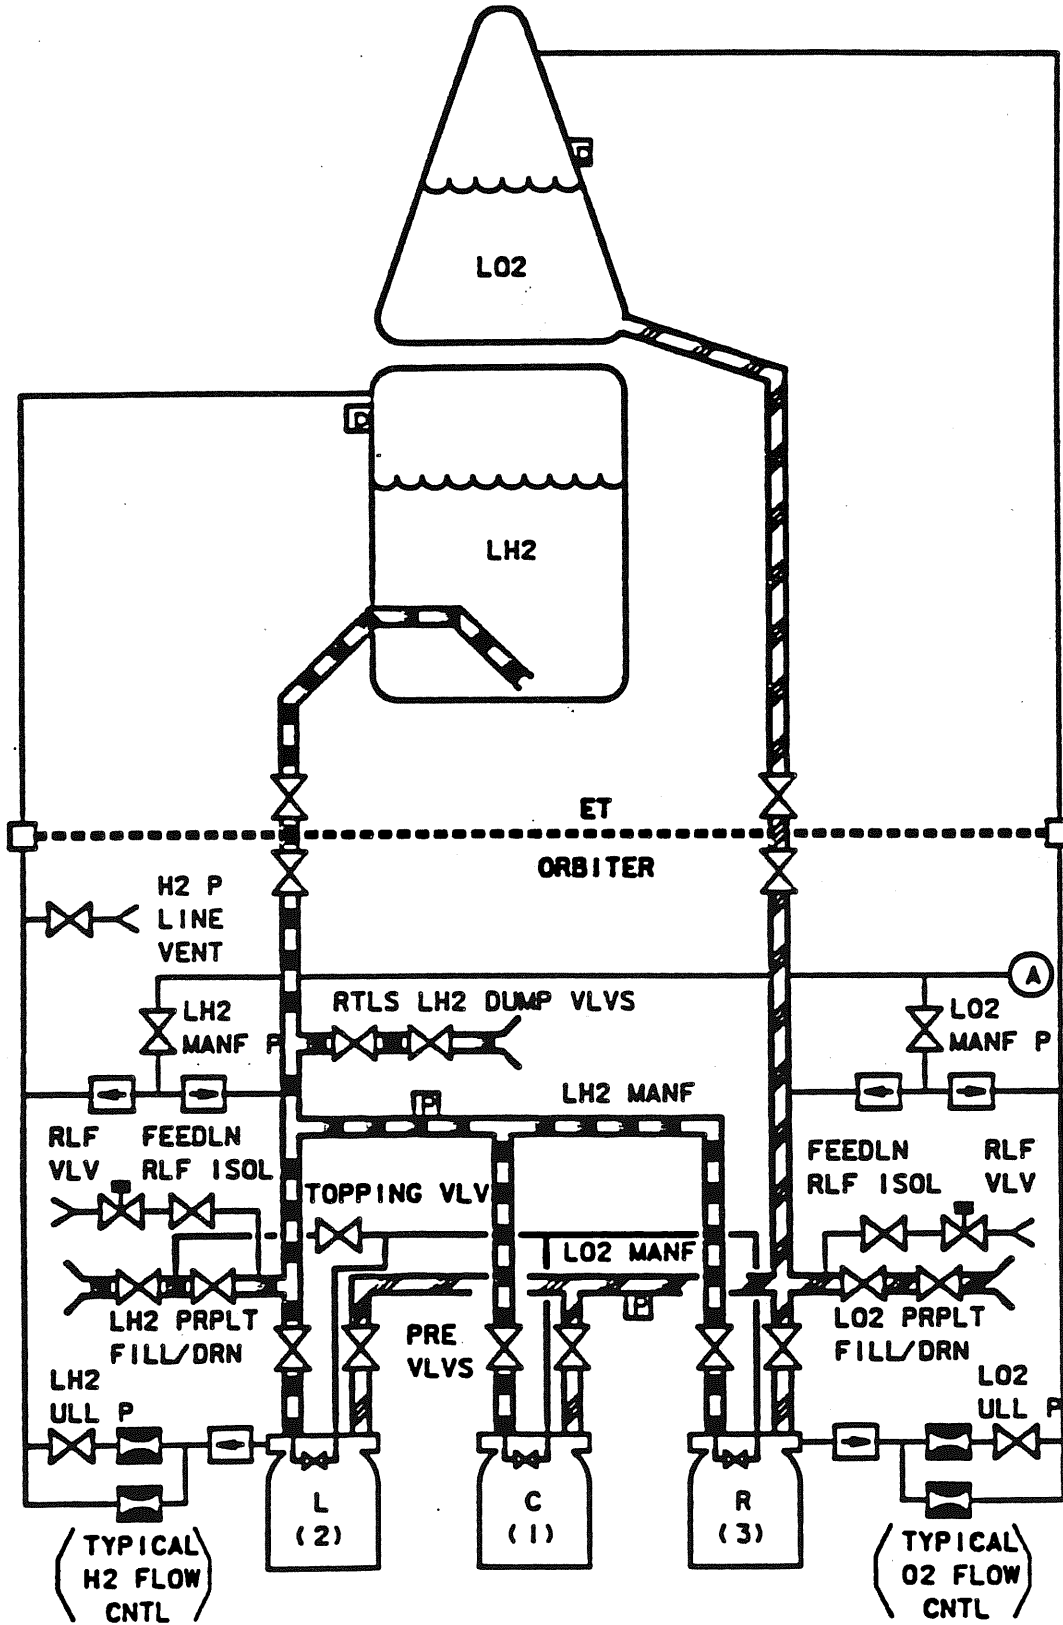 P
LO2
P
LH2
ET
ORBITER
H2 P
LINE
VENT
A
LH2
MANF P
RTLS LH2 DUMP VLVS
LO2
MANF P
P
LH2 MANF
RLF
VLV
FEEDLN
RLF ISOL
FEEDLN
RLF ISOL
RLF
VLV
TOPPING VLV
LO2 MANF
P
LH2 PRPLT
FILL/DRN
PRE
VLVS
LO2 PRPLT
FILL/DRN
LH2
ULL P
LO2
ULL P
L
(2)
C
(1)
R
(3)
(TYPICAL
H2 FLOW
CNTL)
(TYPICAL
O2 FLOW
CNTL)